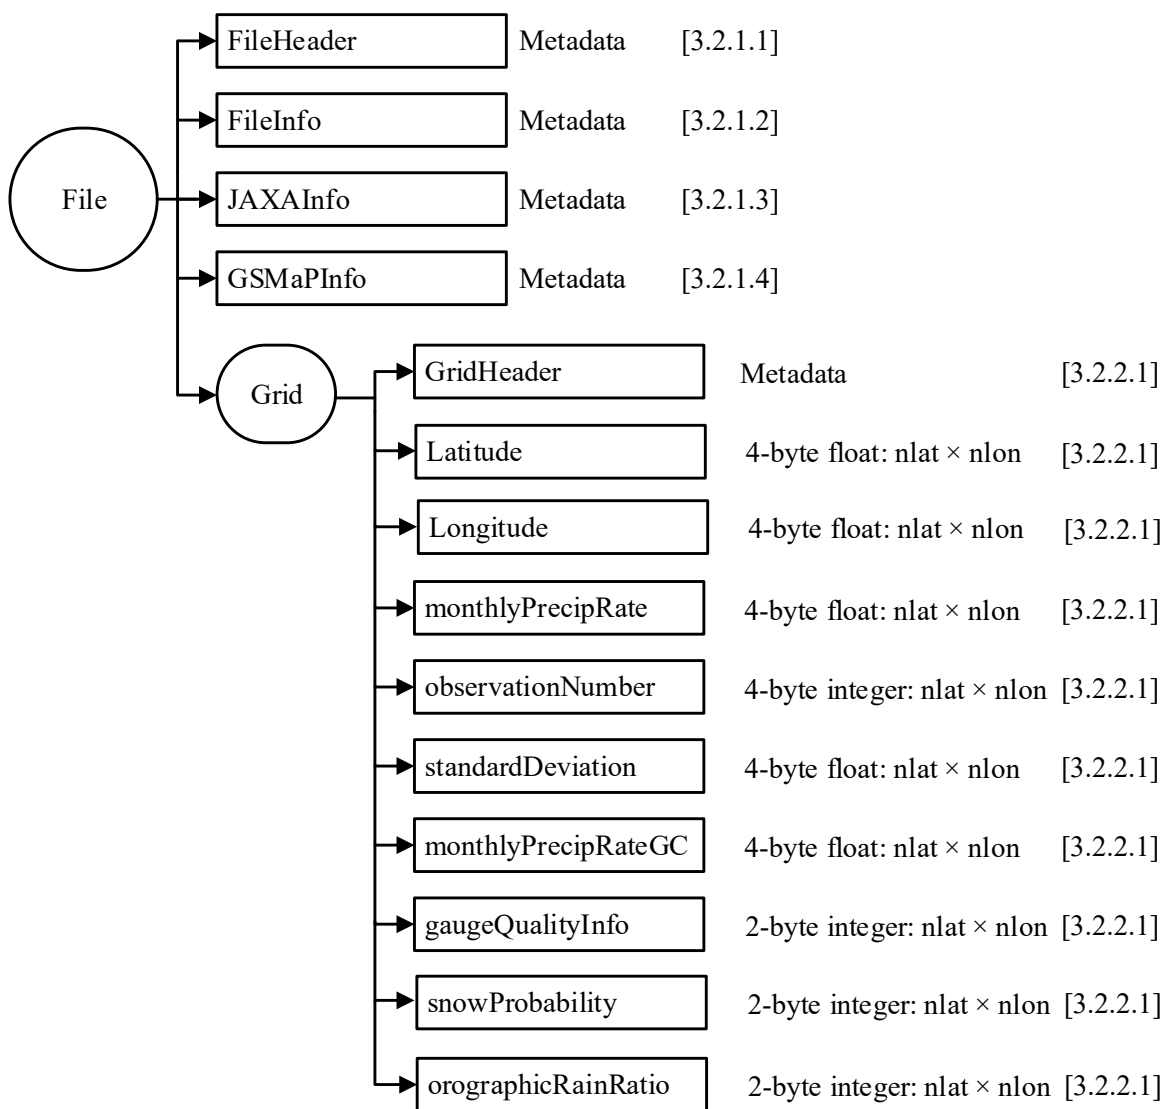 FileHeader Metadata [3.2.1.1]
FileInfo Metadata [3.2.1.2]
File
JAXAInfo Metadata [3.2.1.3]
GSMaPInfo Metadata [3.2.1.4]
Grid
GridHeader Metadata [3.2.2.1]
Latitude 4-byte float: nlat × nlon [3.2.2.1]
Longitude 4-byte float: nlat × nlon [3.2.2.1]
monthlyPrecipRate 4-byte float: nlat × nlon [3.2.2.1]
observationNumber 4-byte integer: nlat × nlon [3.2.2.1]
standardDeviation 4-byte float: nlat × nlon [3.2.2.1]
monthlyPrecipRateGC 4-byte float: nlat × nlon [3.2.2.1]
gaugeQualityInfo 2-byte integer: nlat × nlon [3.2.2.1]
snowProbability 2-byte integer: nlat × nlon [3.2.2.1]
orographicRainRatio 2-byte integer: nlat × nlon [3.2.2.1]